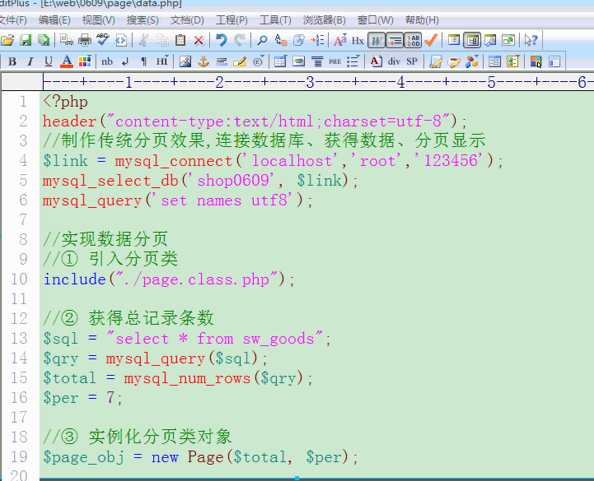 ditPlus - [E:\web\0609\page\data.php]
文件(F) 编辑(E) 视图(V) 搜索(S) 文档(D) 工程(P) 工具(T) 浏览器(B) 窗口(W) 帮助(H)
Hx W
B I U A nb ¶ Hi PRE A div SP
----+----1----+----2----+----3----+----4----+----5----+----6
1 <?php
2 header("content-type:text/html;charset=utf-8");
3 //制作传统分页效果,连接数据库、获得数据、分页显示
4 $link = mysql_connect('localhost','root','123456');
5 mysql_select_db('shop0609', $link);
6 mysql_query('set names utf8');
7
8 //实现数据分页
9 //① 引入分页类
10 include("./page.class.php");
11
12 //② 获得总记录条数
13 $sql = "select * from sw_goods";
14 $qry = mysql_query($sql);
15 $total = mysql_num_rows($qry);
16 $per = 7;
17
18 //③ 实例化分页类对象
19 $page_obj = new Page($total, $per);
20